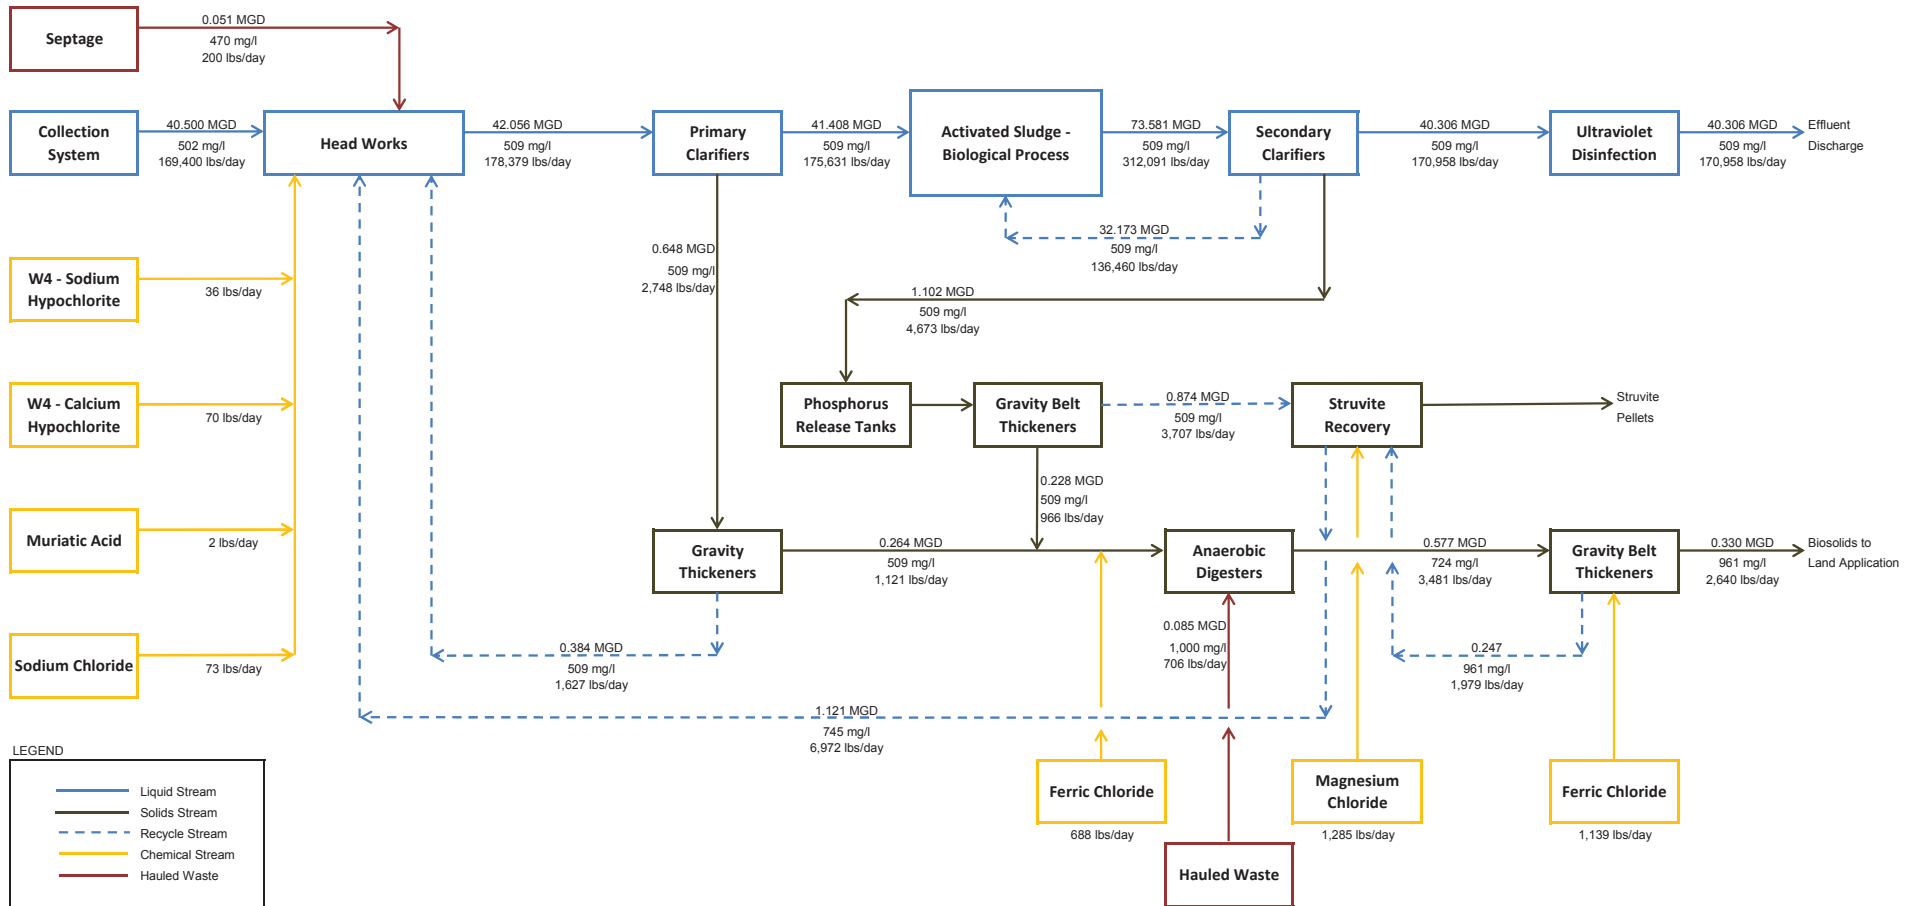 Septage
0.051 MGD
470 mg/l
200 lbs/day
Collection
System
40.500 MGD
502 mg/l
169,400 lbs/day
Head Works
42.056 MGD
509 mg/l
178,379 lbs/day
Primary
Clarifiers
41.408 MGD
509 mg/l
175,631 lbs/day
Activated Sludge -
Biological Process
73.581 MGD
509 mg/l
312,091 lbs/day
Secondary
Clarifiers
40.306 MGD
509 mg/l
170,958 lbs/day
Ultraviolet
Disinfection
40.306 MGD
509 mg/l
170,958 lbs/day
Effluent
Discharge
32.173 MGD
509 mg/l
136,460 lbs/day
0.648 MGD
509 mg/l
2,748 lbs/day
W4 - Sodium
Hypochlorite
36 lbs/day
1.102 MGD
509 mg/l
4,673 lbs/day
W4 - Calcium
Hypochlorite
70 lbs/day
Phosphorus
Release Tanks
Gravity Belt
Thickeners
0.874 MGD
509 mg/l
3,707 lbs/day
Struvite
Recovery
Struvite
Pellets
0.228 MGD
509 mg/l
966 lbs/day
Muriatic Acid
2 lbs/day
Gravity
Thickeners
0.264 MGD
509 mg/l
1,121 lbs/day
Anaerobic
Digesters
0.577 MGD
724 mg/l
3,481 lbs/day
Gravity Belt
Thickeners
0.330 MGD
961 mg/l
2,640 lbs/day
Biosolids to
Land Application
Sodium Chloride
73 lbs/day
0.384 MGD
509 mg/l
1,627 lbs/day
0.085 MGD
1,000 mg/l
706 lbs/day
0.247
961 mg/l
1,979 lbs/day
1.121 MGD
745 mg/l
6,972 lbs/day
Ferric Chloride
688 lbs/day
Magnesium
Chloride
1,285 lbs/day
Ferric Chloride
1,139 lbs/day
Hauled Waste
LEGEND
Liquid Stream
Solids Stream
Recycle Stream
Chemical Stream
Hauled Waste